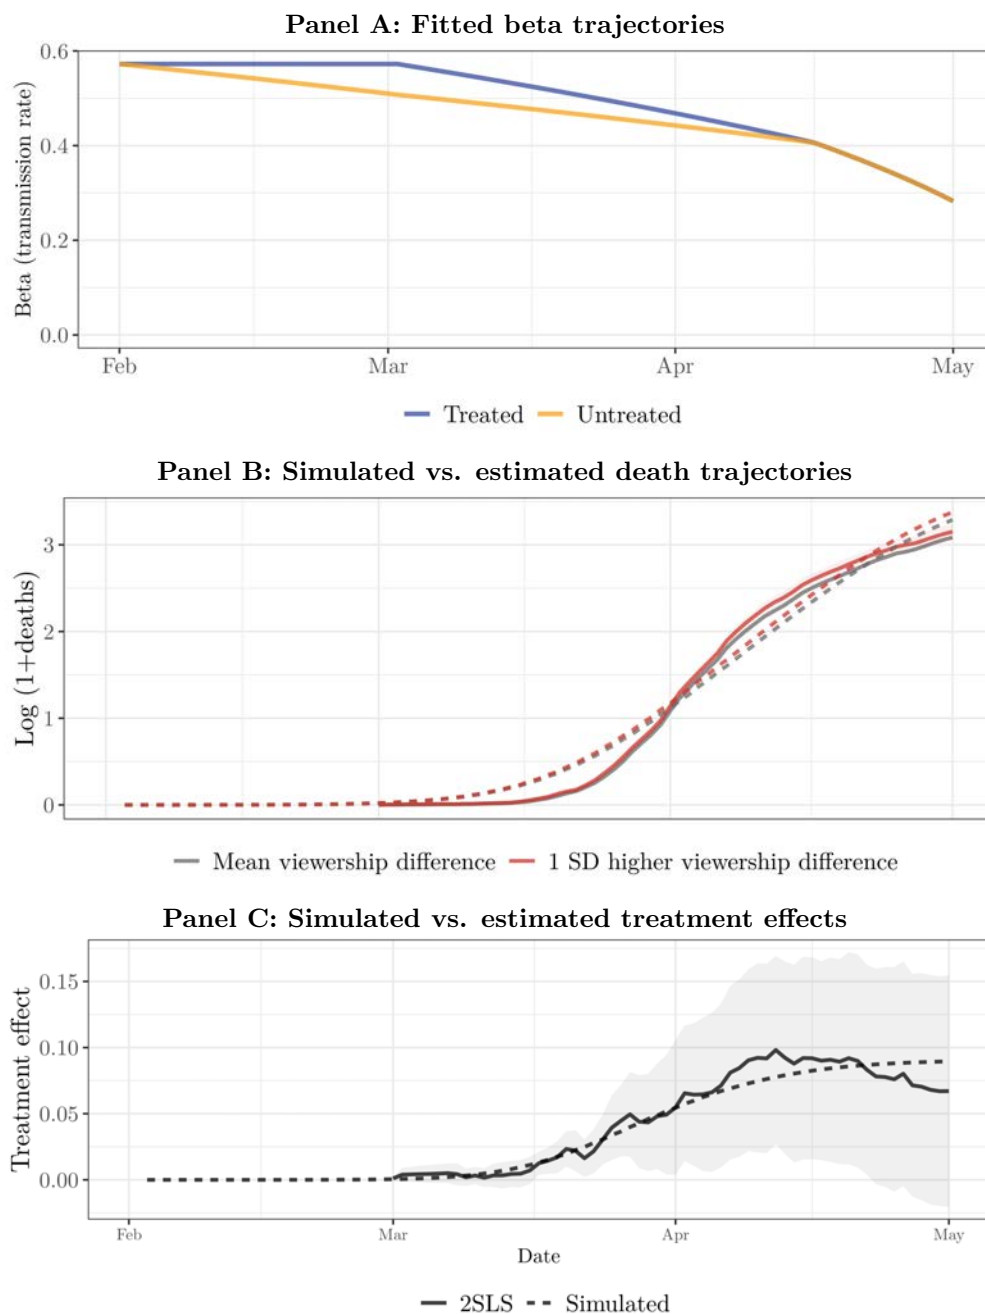 Panel A: Fitted beta trajectories
Beta (transmission rate)
0.6
0.4
0.2
0.0
Feb Mar Apr May
Treated Untreated
Panel B: Simulated vs. estimated death trajectories
Log (1+deaths)
3
2
1
0
Mean viewership difference 1 SD higher viewership difference
Panel C: Simulated vs. estimated treatment effects
Treatment effect
0.15
0.10
0.05
0.00
Feb Mar Apr May
Date
2SLS Simulated